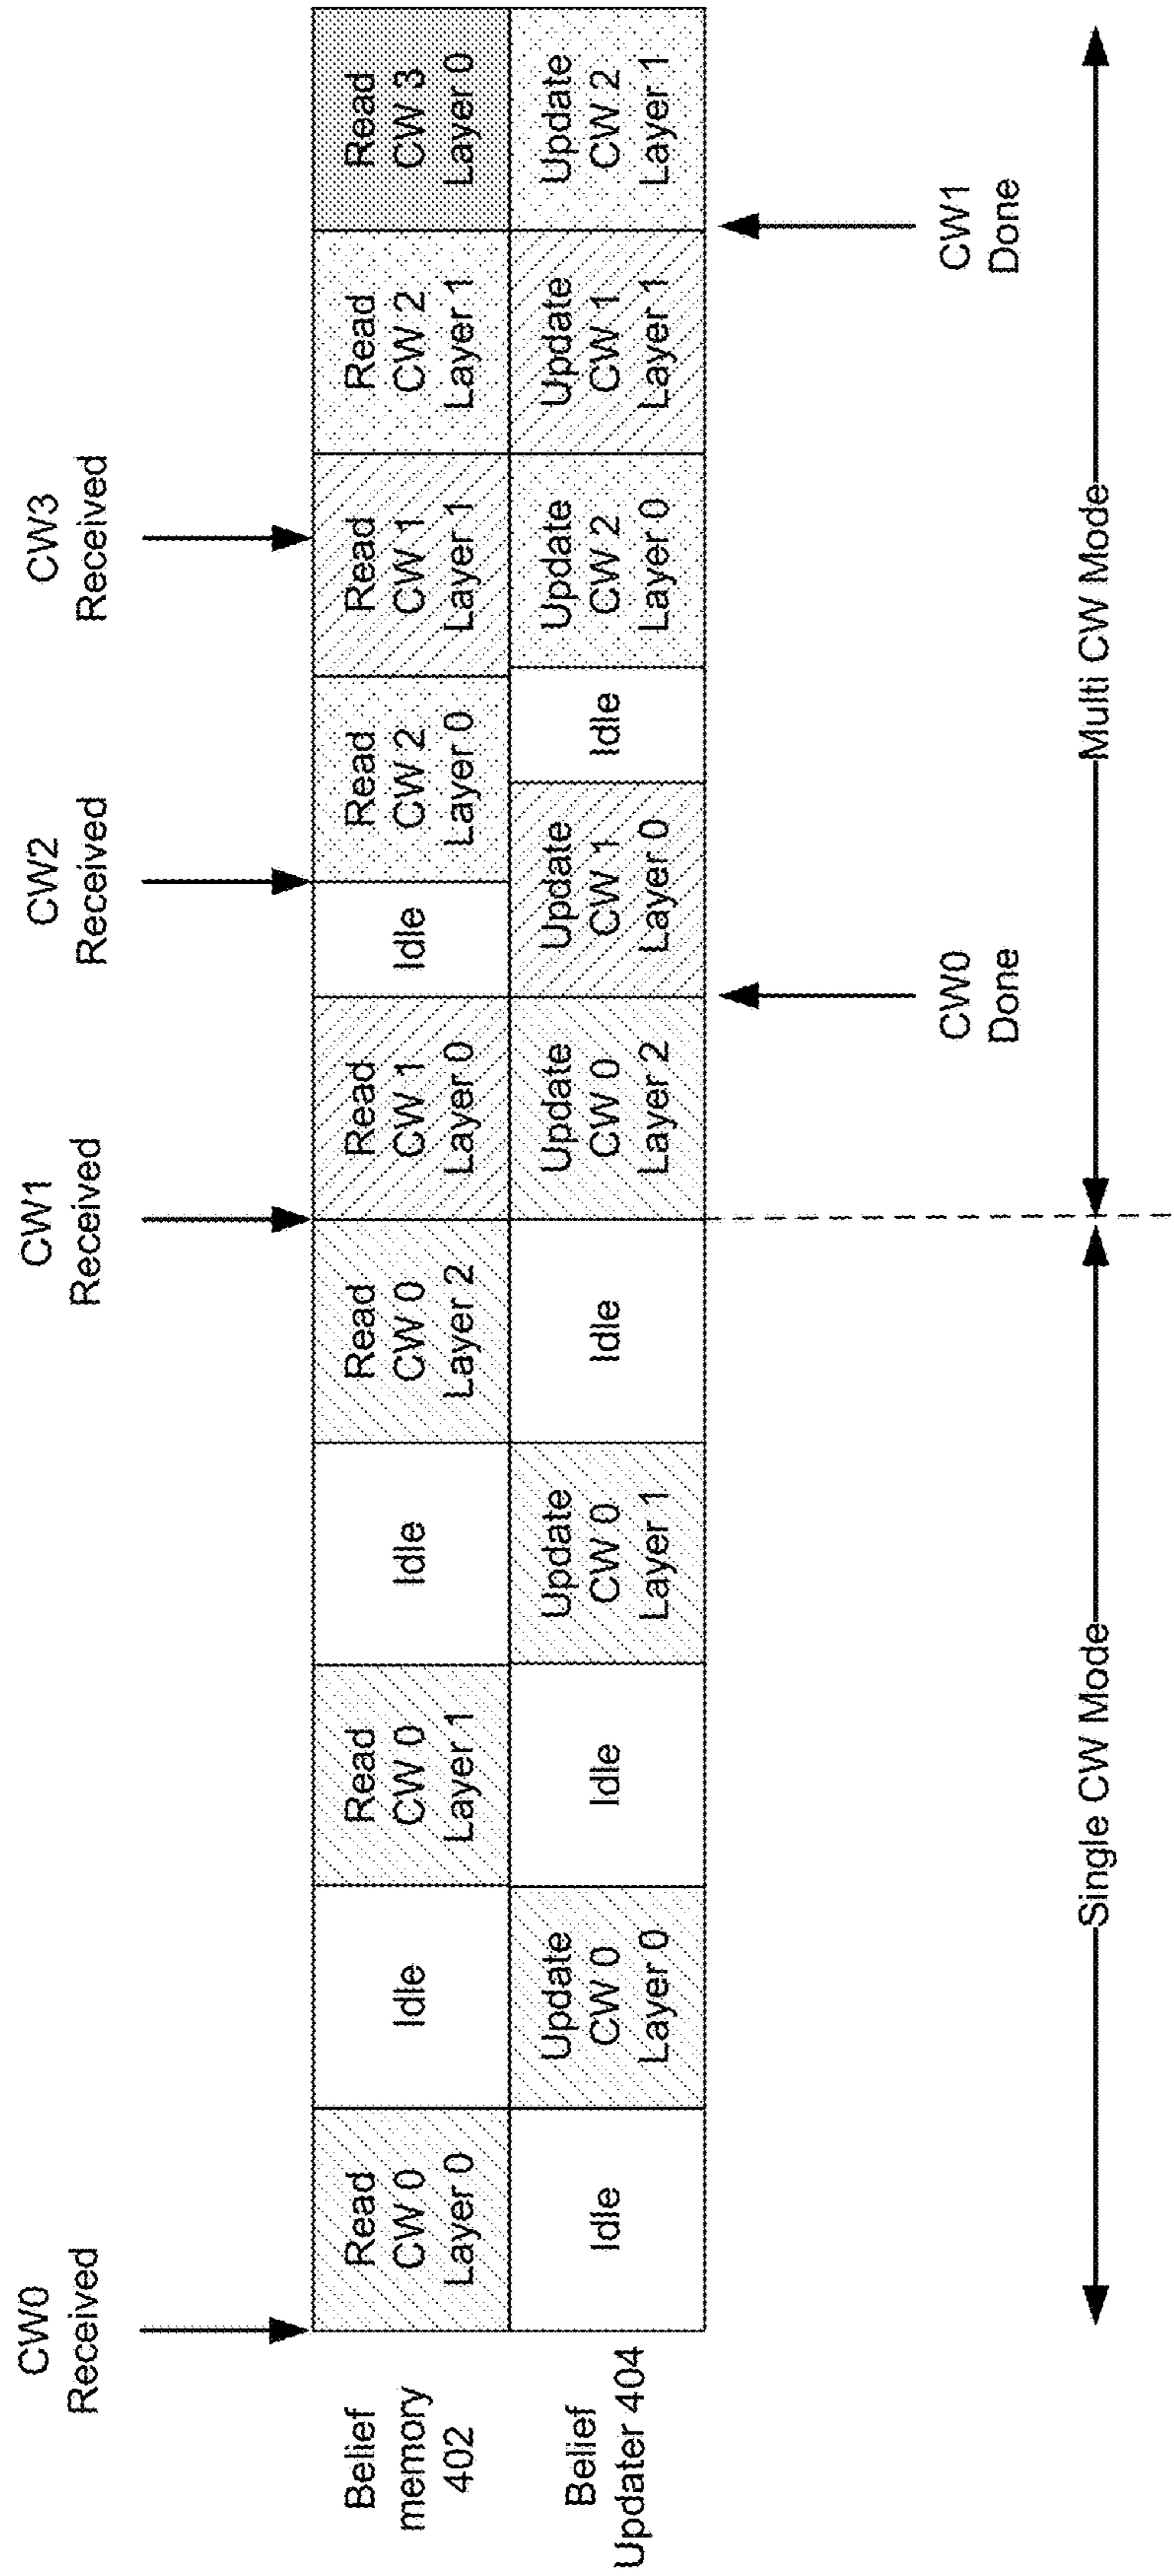 CW0
Received
CW1
Received
CW2
Received
CW3
Received
Belief
memory
402
Read
CW 0
Layer 0
Idle
Read
CW 0
Layer 1
Idle
Read
CW 0
Layer 2
Read
CW 1
Layer 0
Idle
Read
CW 2
Layer 0
Read
CW 1
Layer 1
Read
CW 2
Layer 1
Read
CW 3
Layer 0
Belief
Updater 404
Idle
Update
CW 0
Layer 0
Idle
Update
CW 0
Layer 1
Idle
Update
CW 0
Layer 2
Update
CW 1
Layer 0
Idle
Update
CW 2
Layer 0
Update
CW 1
Layer 1
Update
CW 2
Layer 1
CW0
Done
CW1
Done
Single CW Mode
Multi CW Mode